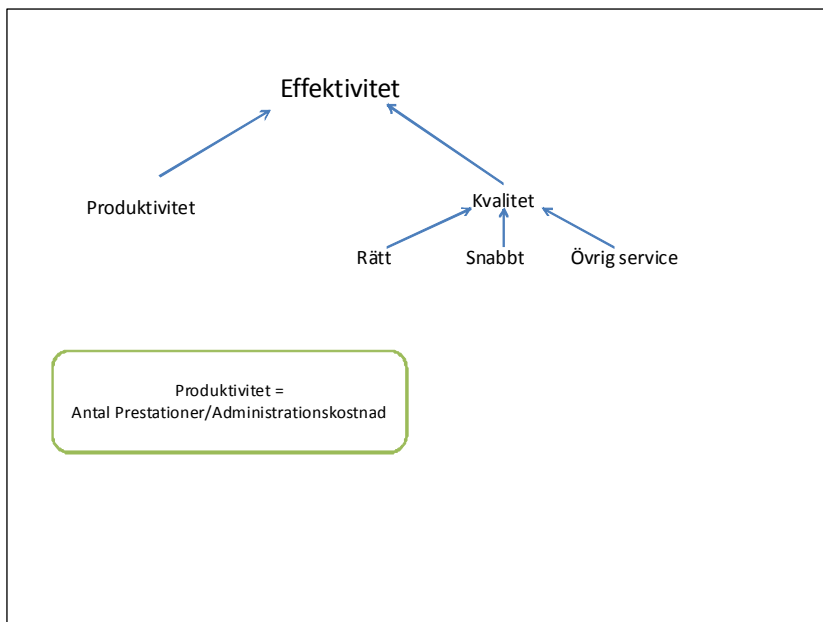 Effektivitet
Produktivitet
Kvalitet
Rätt
Snabbt
Övrig service
Produktivitet =
Antal Prestationer/Administrationskostnad